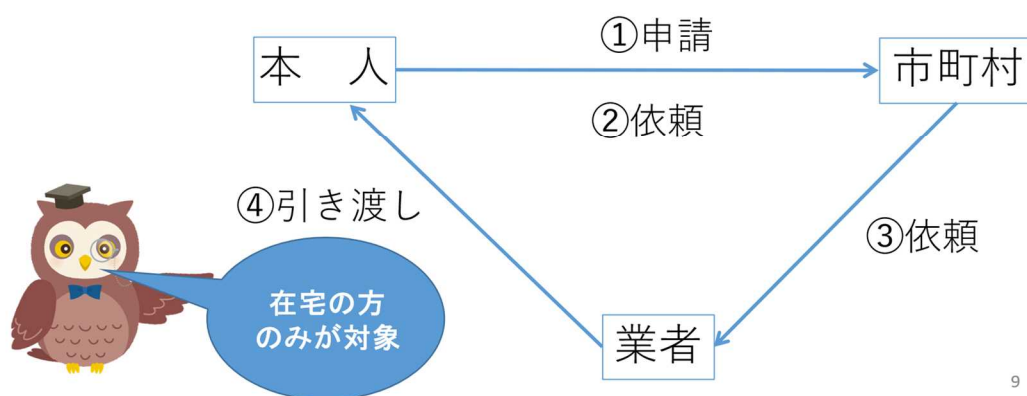 ①申請
本　人
市町村
②依頼
④引き渡し
③依頼
在宅の方
のみが対象
業者
9